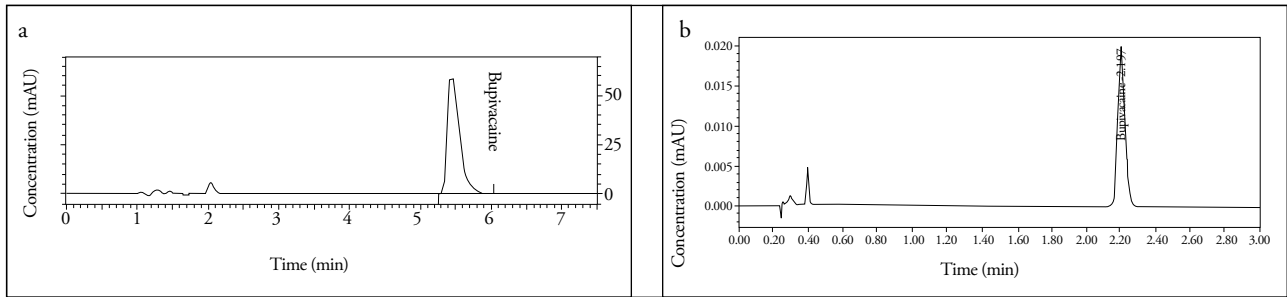 a
Concentration (mAU)
50
25
0
Bupivacaine
0 1 2 3 4 5 6 7
Time (min)
b
Concentration (mAU)
0.020
0.015
0.010
0.005
0.000
Bupivacaine 2.197
0.00 0.20 0.40 0.60 0.80 1.00 1.20 1.40 1.60 1.80 2.00 2.20 2.40 2.60 2.80 3.00
Time (min)